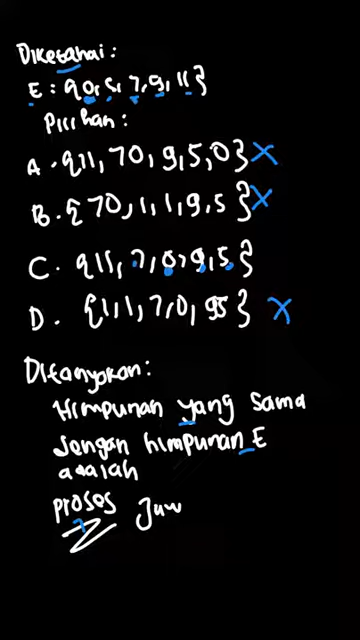 Diketahui:
E: {0, 5, 7, 9, 11}
Pilihan:
A. {11, 70, 9, 5, 0} X
B. {70, 1, 1, 9, 5} X
C. {11, 7, 0, 9, 5}
D. {1, 1, 7, 0, 95} X
Ditanyakan:
Himpunan yang sama
dengan himpunan E
adalah
Proses Jaw